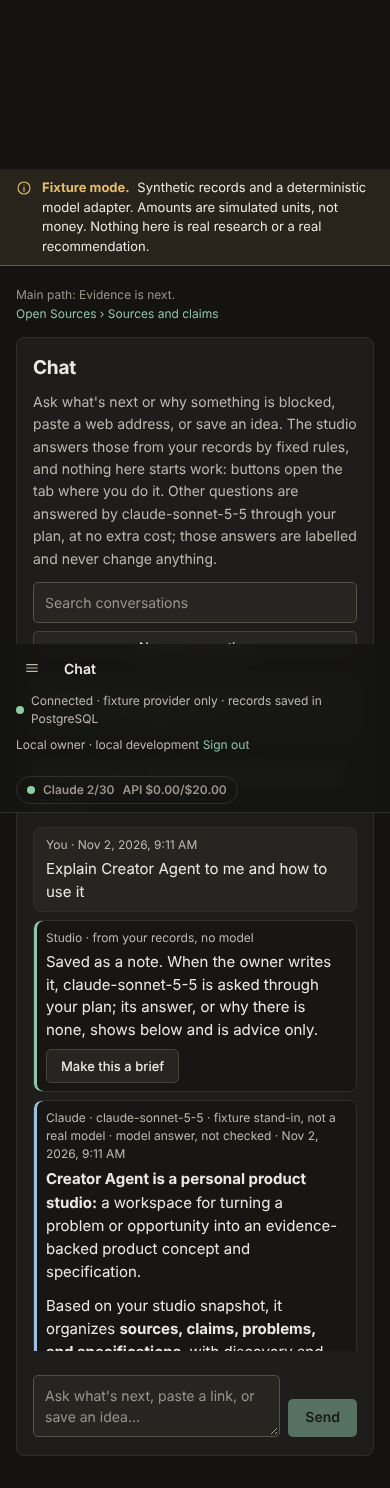 Fixture mode. Synthetic records and a deterministic
model adapter. Amounts are simulated units, not
money. Nothing here is real research or a real
recommendation.
Main path: Evidence is next.
Open Sources › Sources and claims
Chat
Ask what's next or why something is blocked,
paste a web address, or save an idea. The studio
answers those from your records by fixed rules,
and nothing here starts work: buttons open the
tab where you do it. Other questions are
answered by claude-sonnet-5-5 through your
plan, at no extra cost; those answers are labelled
and never change anything.
Search conversations
Chat
Connected · fixture provider only · records saved in
PostgreSQL
Local owner · local development Sign out
Claude 2/30 API $0.00/$20.00
You · Nov 2, 2026, 9:11 AM
Explain Creator Agent to me and how to
use it
Studio · from your records, no model
Saved as a note. When the owner writes
it, claude-sonnet-5-5 is asked through
your plan; its answer, or why there is
none, shows below and is advice only.
Make this a brief
Claude · claude-sonnet-5-5 · fixture stand-in, not a
real model · model answer, not checked · Nov 2,
2026, 9:11 AM
Creator Agent is a personal product
studio: a workspace for turning a
problem or opportunity into an evidence-
backed product concept and
specification.
Based on your studio snapshot, it
organizes sources, claims, problems,
and specifications, with discovery and
Ask what's next, paste a link, or
save an idea...
Send